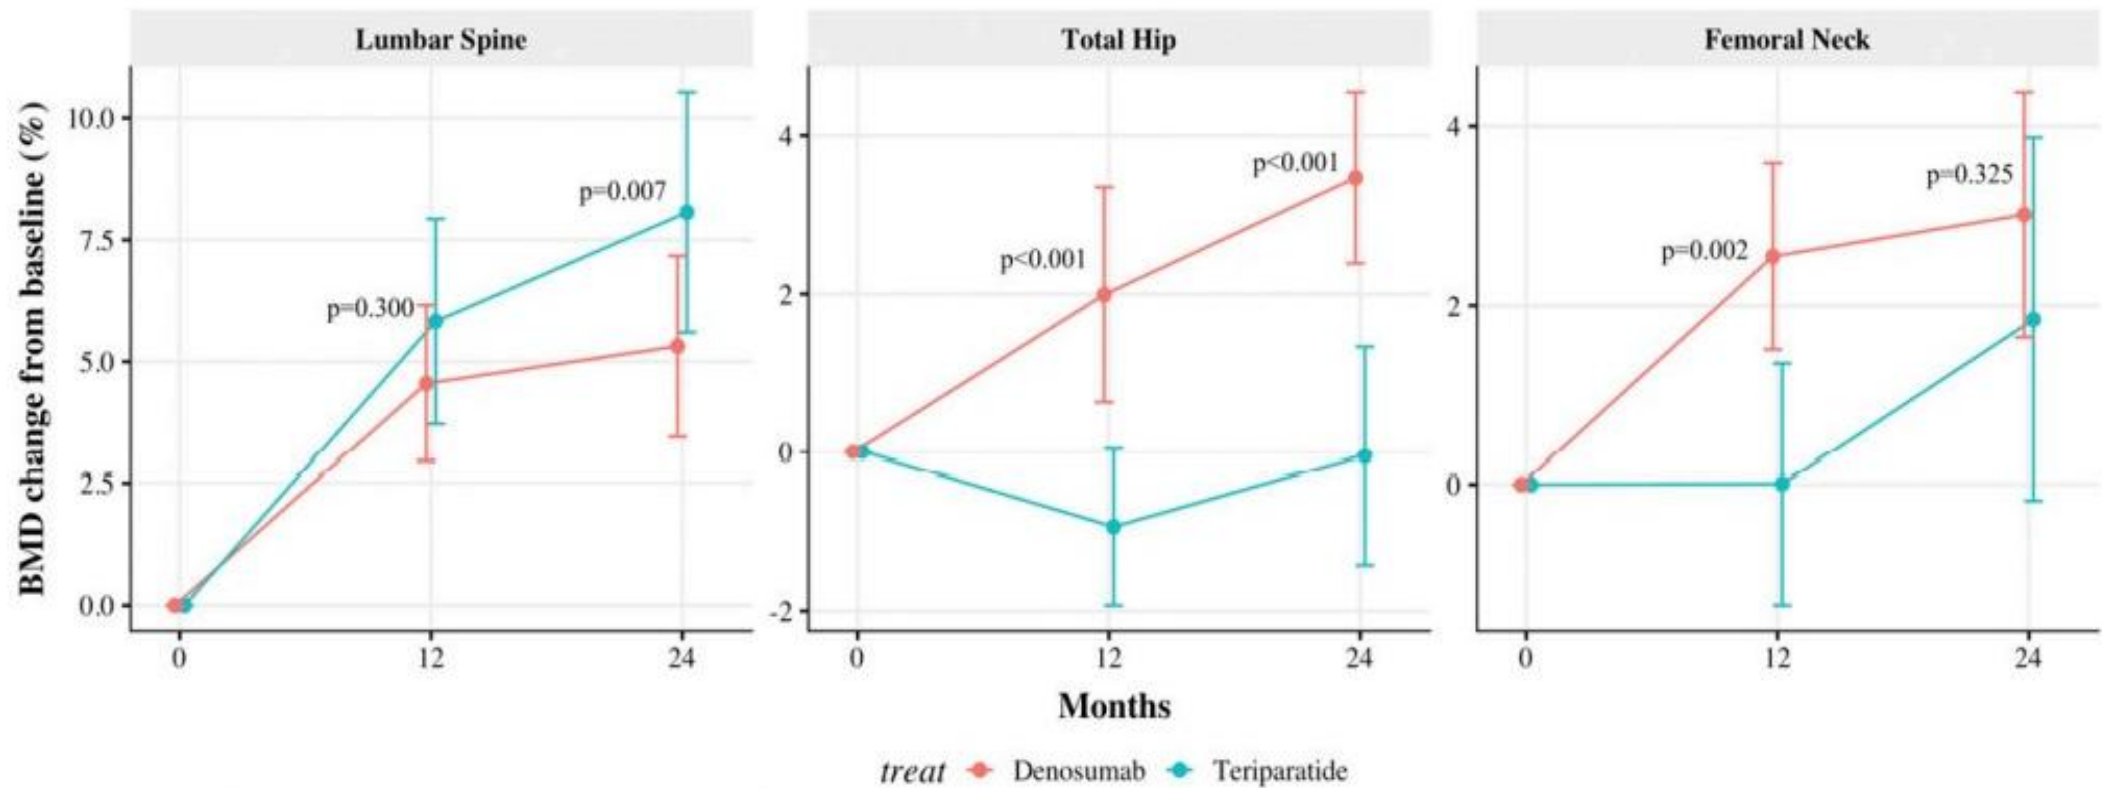 Lumbar Spine
Total Hip
Femoral Neck
BMD change from baseline (%)
10.0
7.5
5.0
2.5
0.0
p=0.300
p=0.007
0 12 24
4
2
0
-2
p<0.001
p<0.001
0 12 24
4
2
0
p=0.002
p=0.325
0 12 24
Months
treat Denosumab Teriparatide